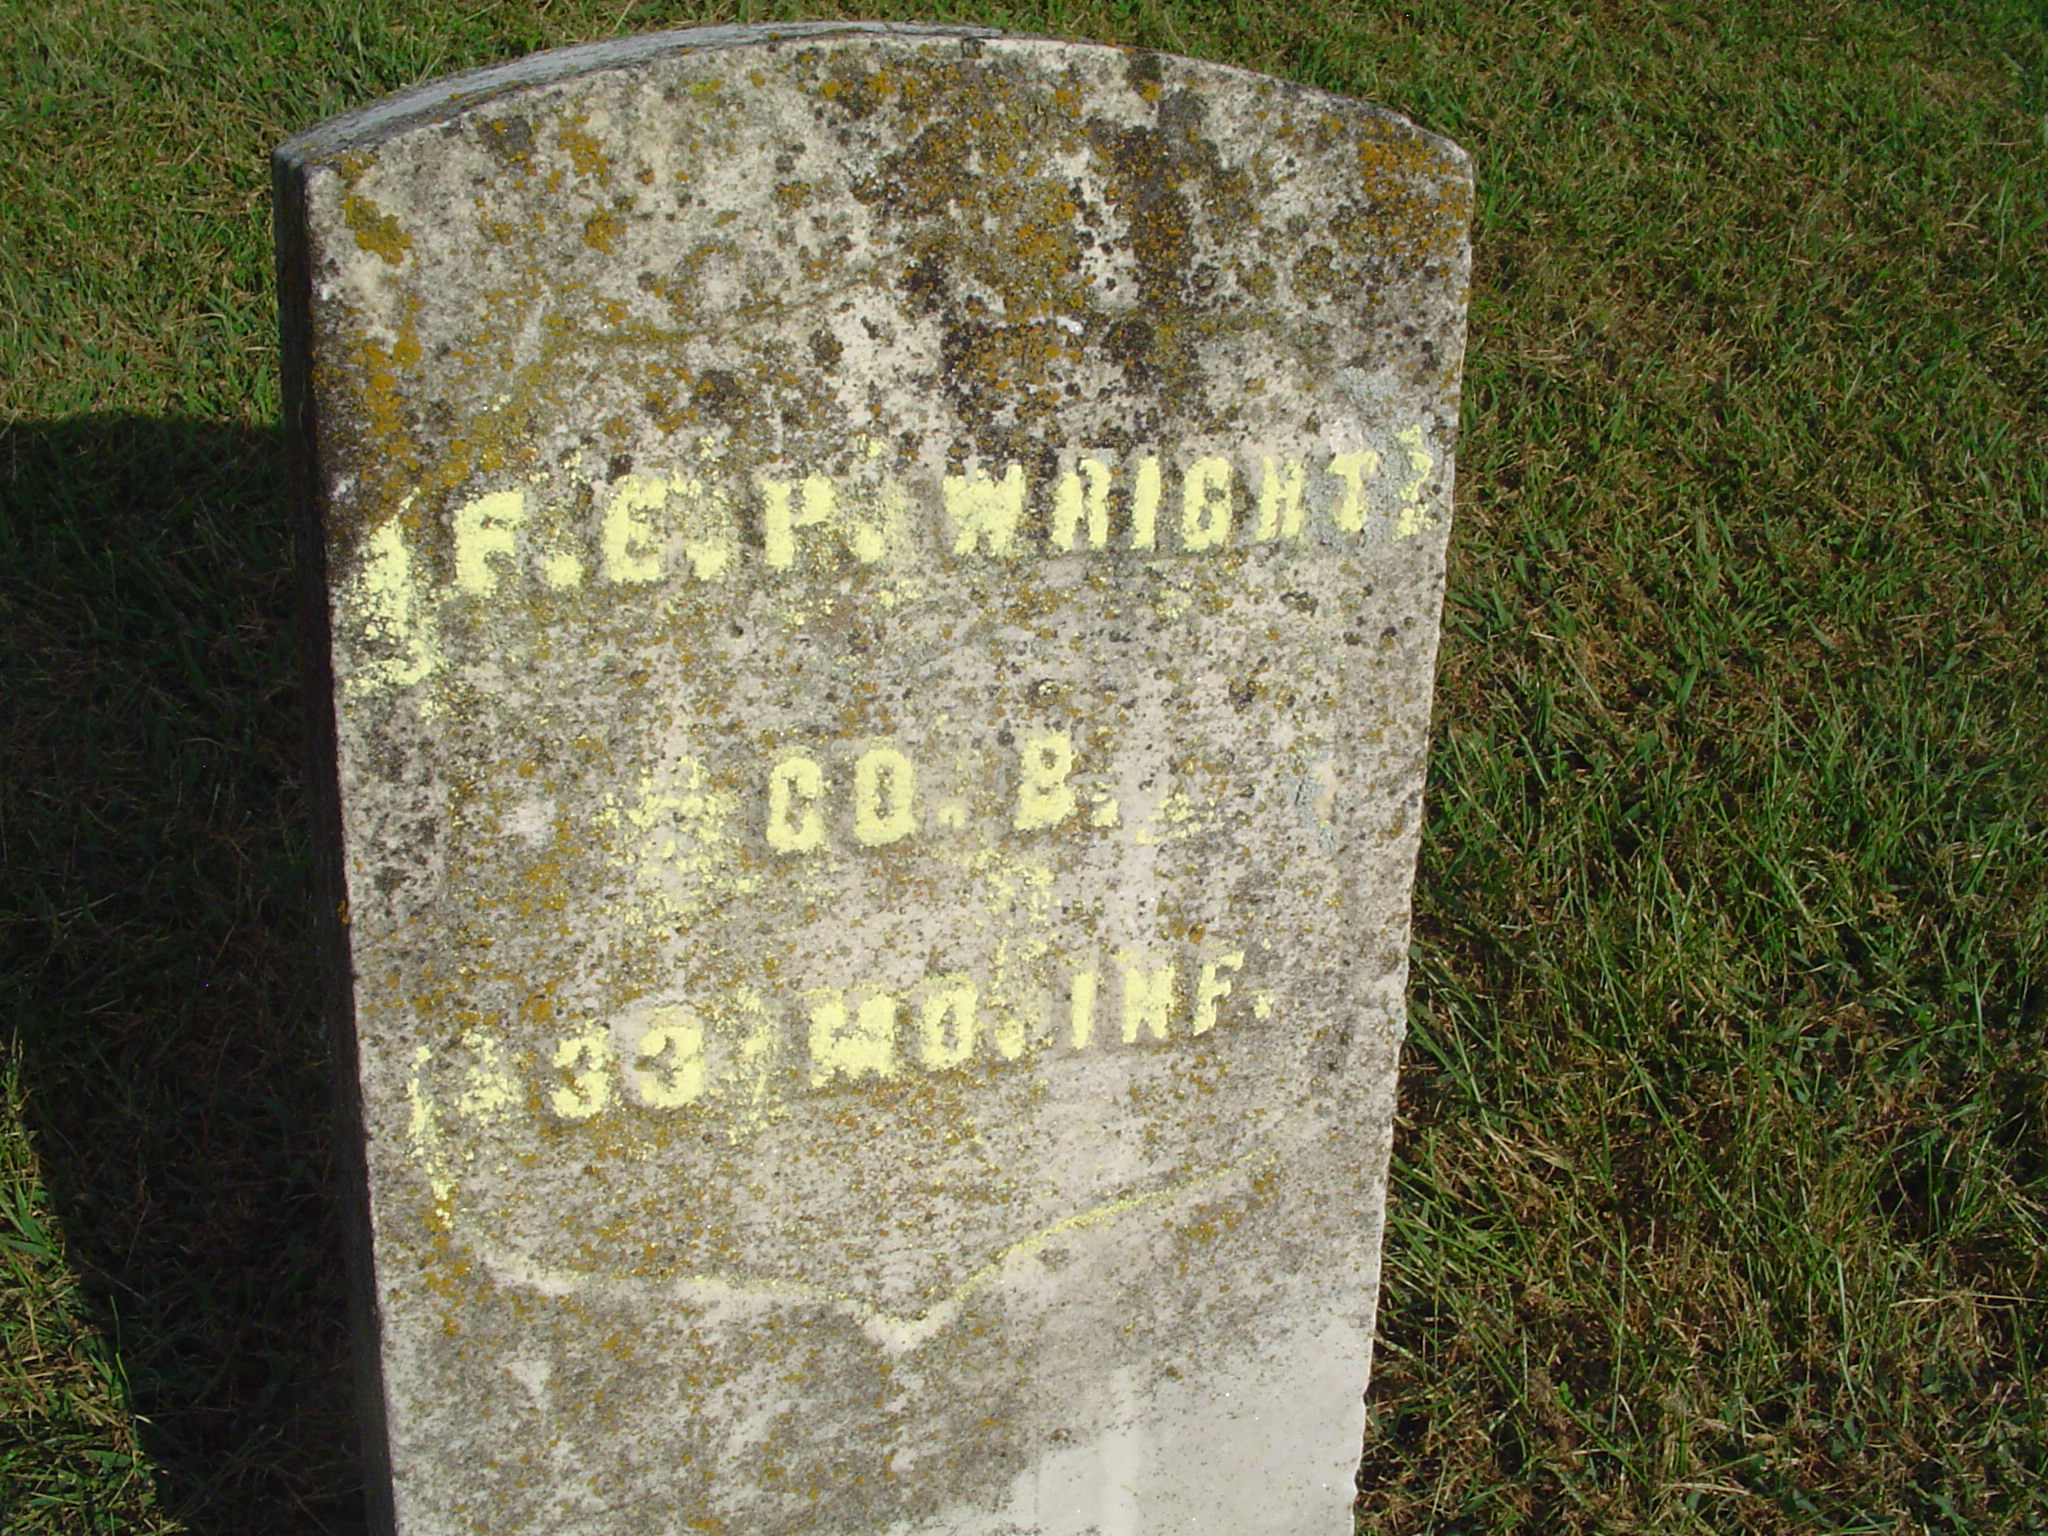 F. E. P. WRIGHT
CO. B.
33 MO. INF.